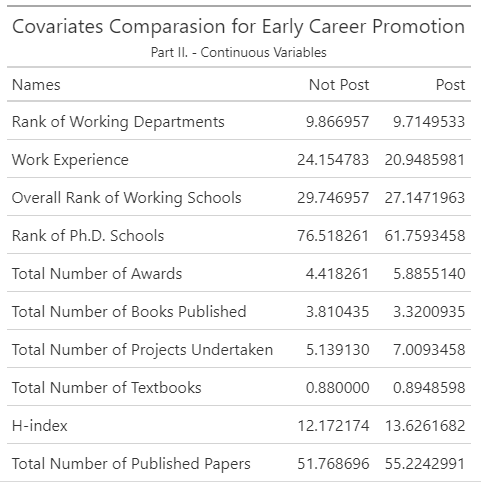 Covariates Comparasion for Early Career Promotion
Part II. - Continuous Variables
Names Not Post Post
Rank of Working Departments 9.866957 9.7149533
Work Experience 24.154783 20.9485981
Overall Rank of Working Schools 29.746957 27.1471963
Rank of Ph.D. Schools 76.518261 61.7593458
Total Number of Awards 4.418261 5.8855140
Total Number of Books Published 3.810435 3.3200935
Total Number of Projects Undertaken 5.139130 7.0093458
Total Number of Textbooks 0.880000 0.8948598
H-index 12.172174 13.6261682
Total Number of Published Papers 51.768696 55.2242991